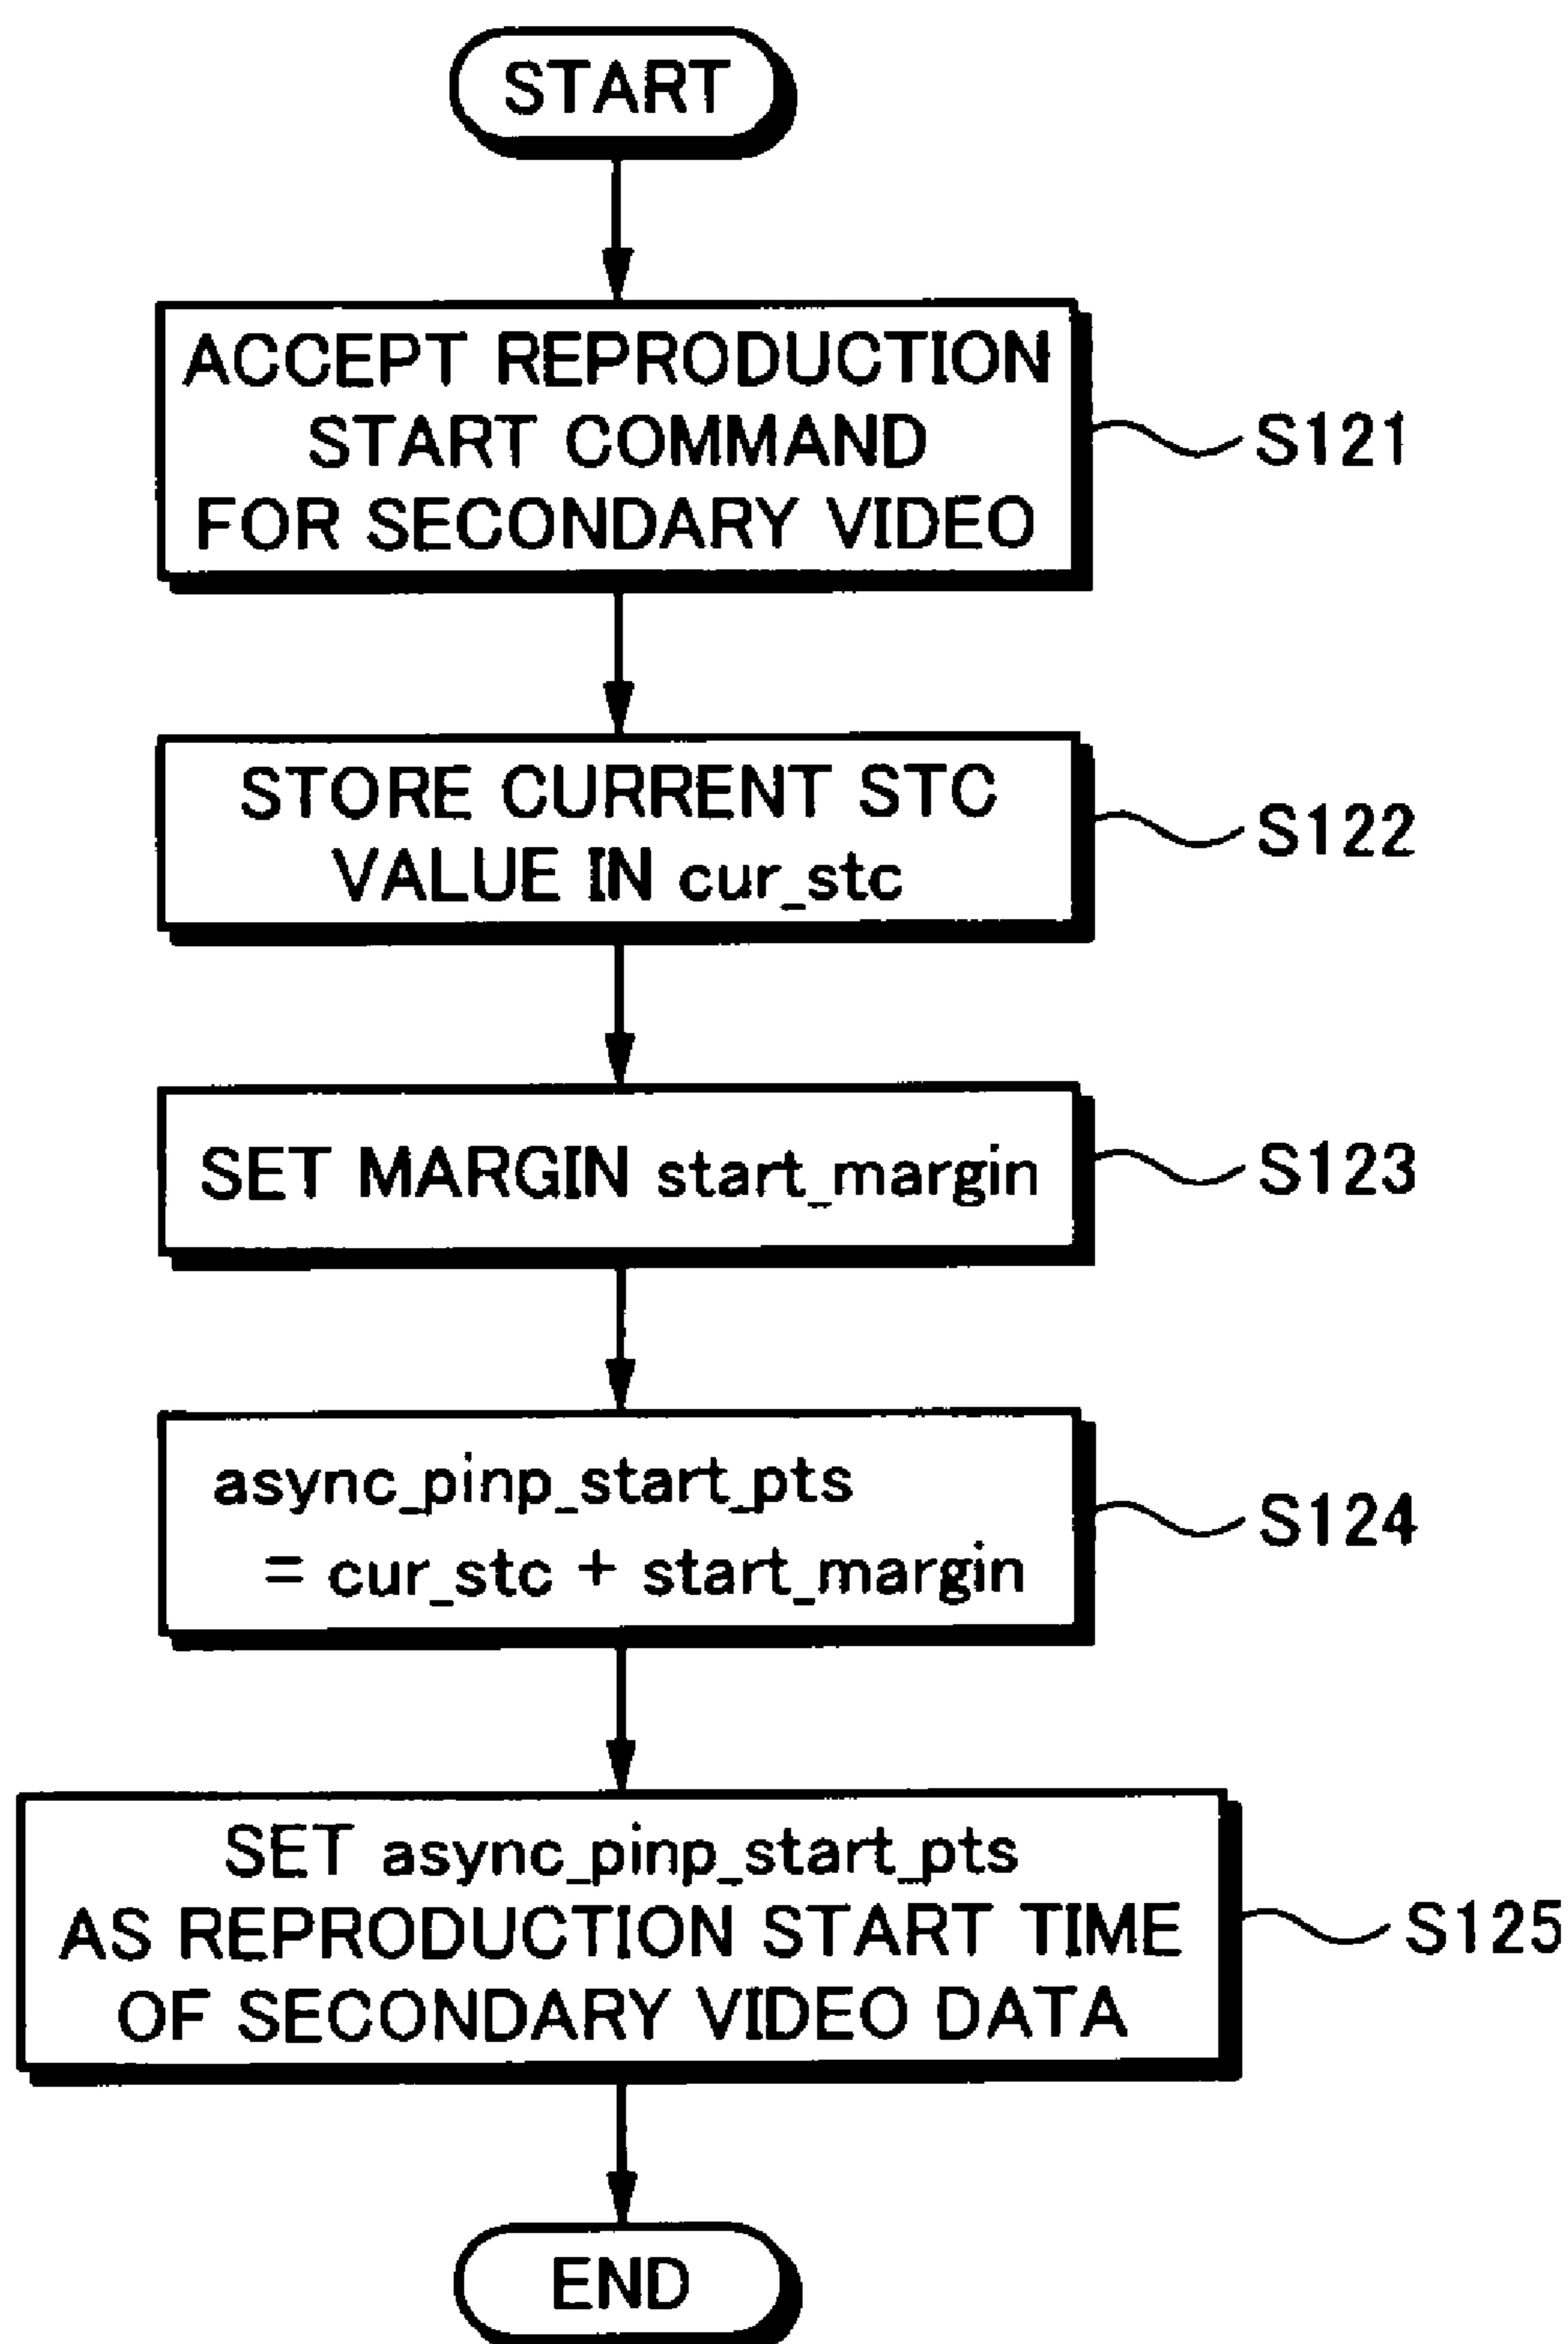 START
ACCEPT REPRODUCTION
START COMMAND
FOR SECONDARY VIDEO
S121
STORE CURRENT STC
VALUE IN cur_stc
S122
SET MARGIN start_margin
S123
async_pinp_start_pts
= cur_stc + start_margin
S124
SET async_pinp_start_pts
AS REPRODUCTION START TIME
OF SECONDARY VIDEO DATA
S125
END